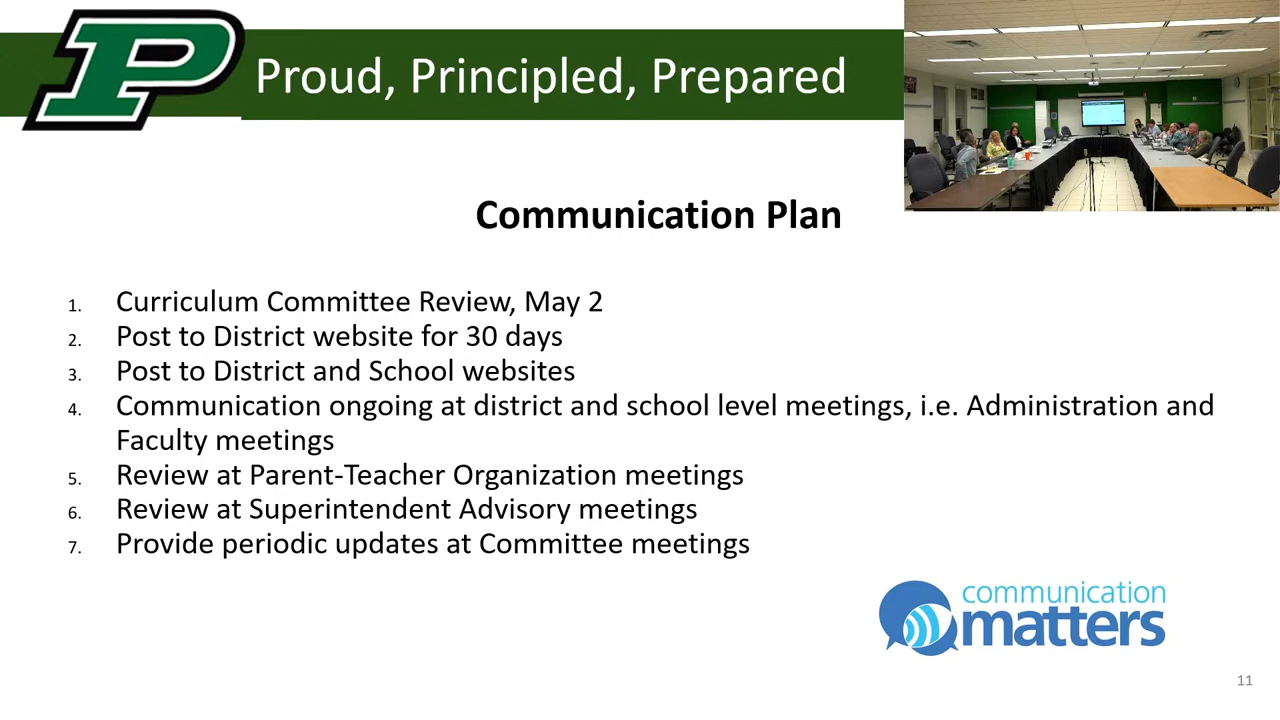 P
Proud, Principled, Prepared
Communication Plan
1. Curriculum Committee Review, May 2
2. Post to District website for 30 days
3. Post to District and School websites
4. Communication ongoing at district and school level meetings, i.e. Administration and
Faculty meetings
5. Review at Parent-Teacher Organization meetings
6. Review at Superintendent Advisory meetings
7. Provide periodic updates at Committee meetings
communication
matters
11